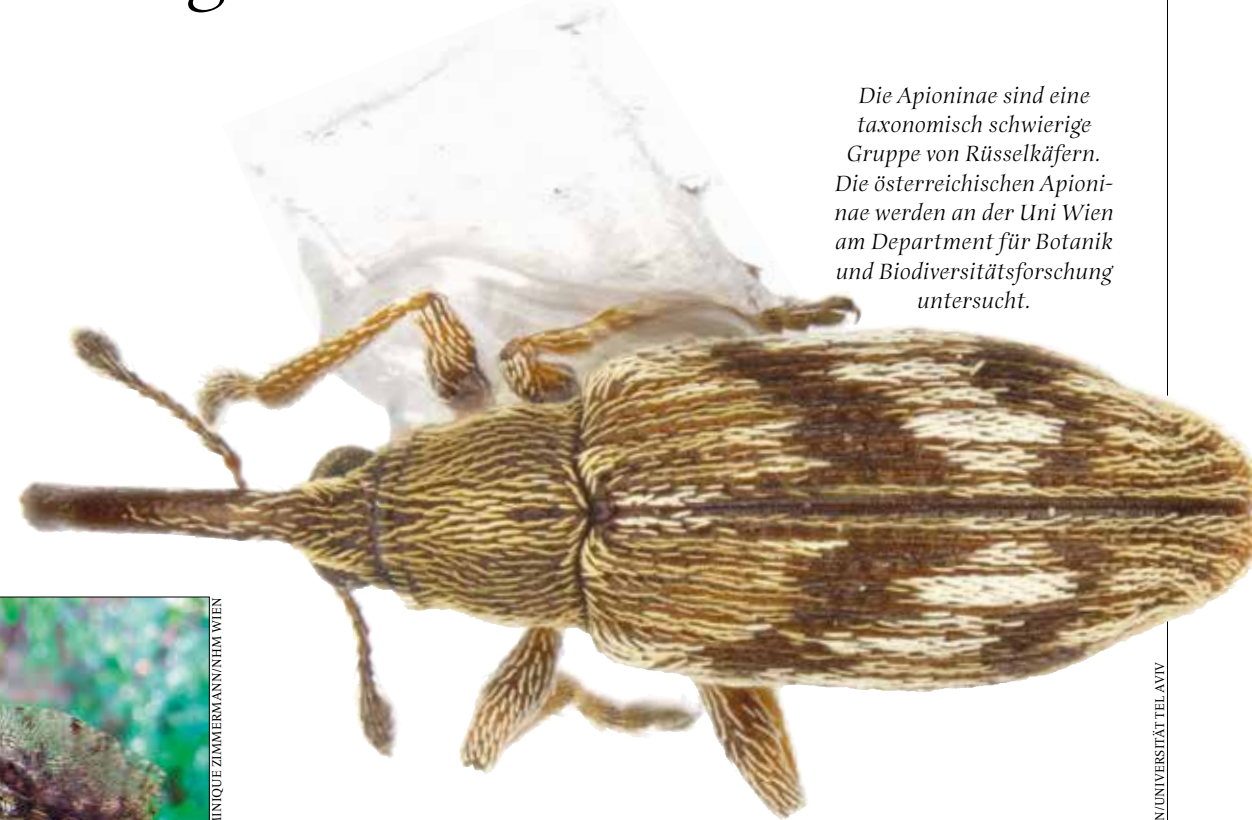 g
Die Apioninae sind eine
taxonomisch schwierige
Gruppe von Rüsselkäfern.
Die österreichischen Apioni-
nae werden an der Uni Wien
am Department für Botanik
und Biodiversitätsforschung
untersucht.
ZIMMERMANN/NHM WIEN
UNIVERSITÄT TEL AVIV